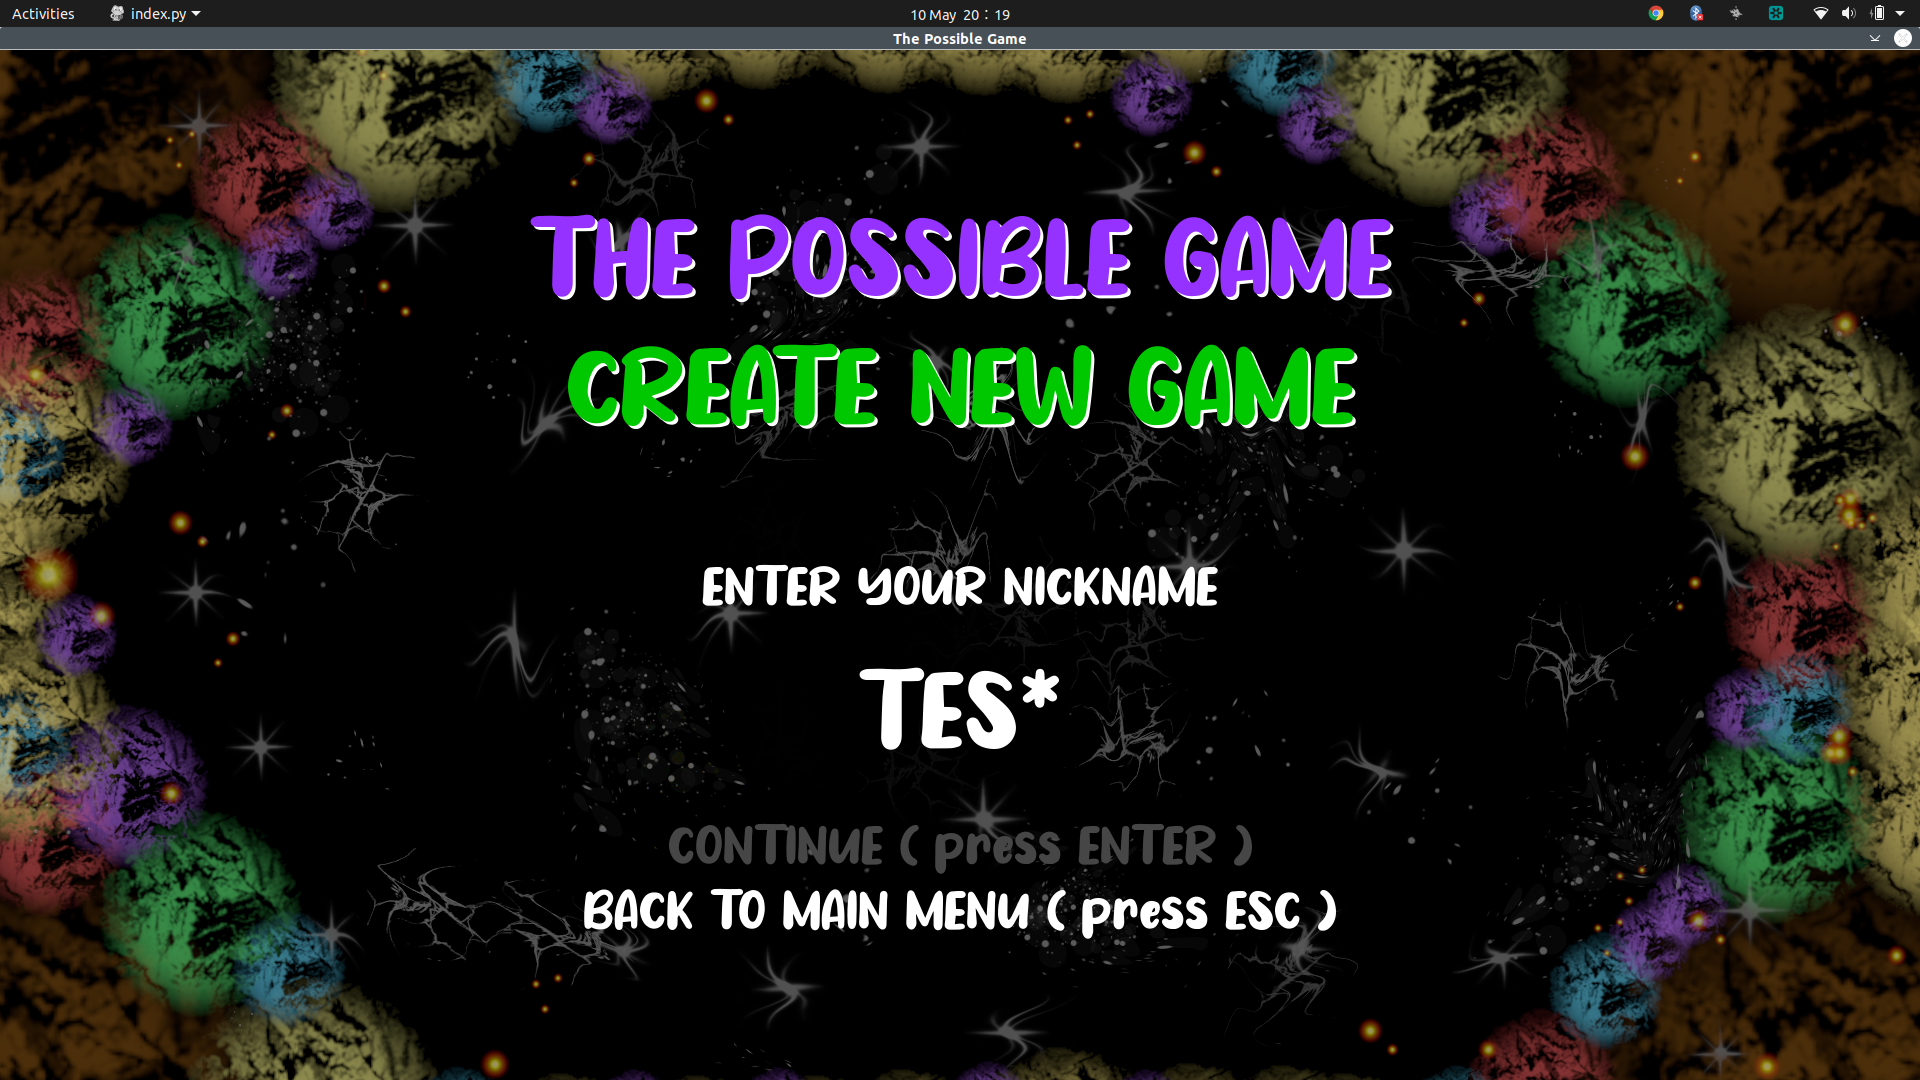 Activities index.py 10 May 20:19
The Possible Game
THE POSSIBLE GAME
CREATE NEW GAME
ENTER YOUR NICKNAME
TES*
CONTINUE ( press ENTER )
BACK TO MAIN MENU ( press ESC )